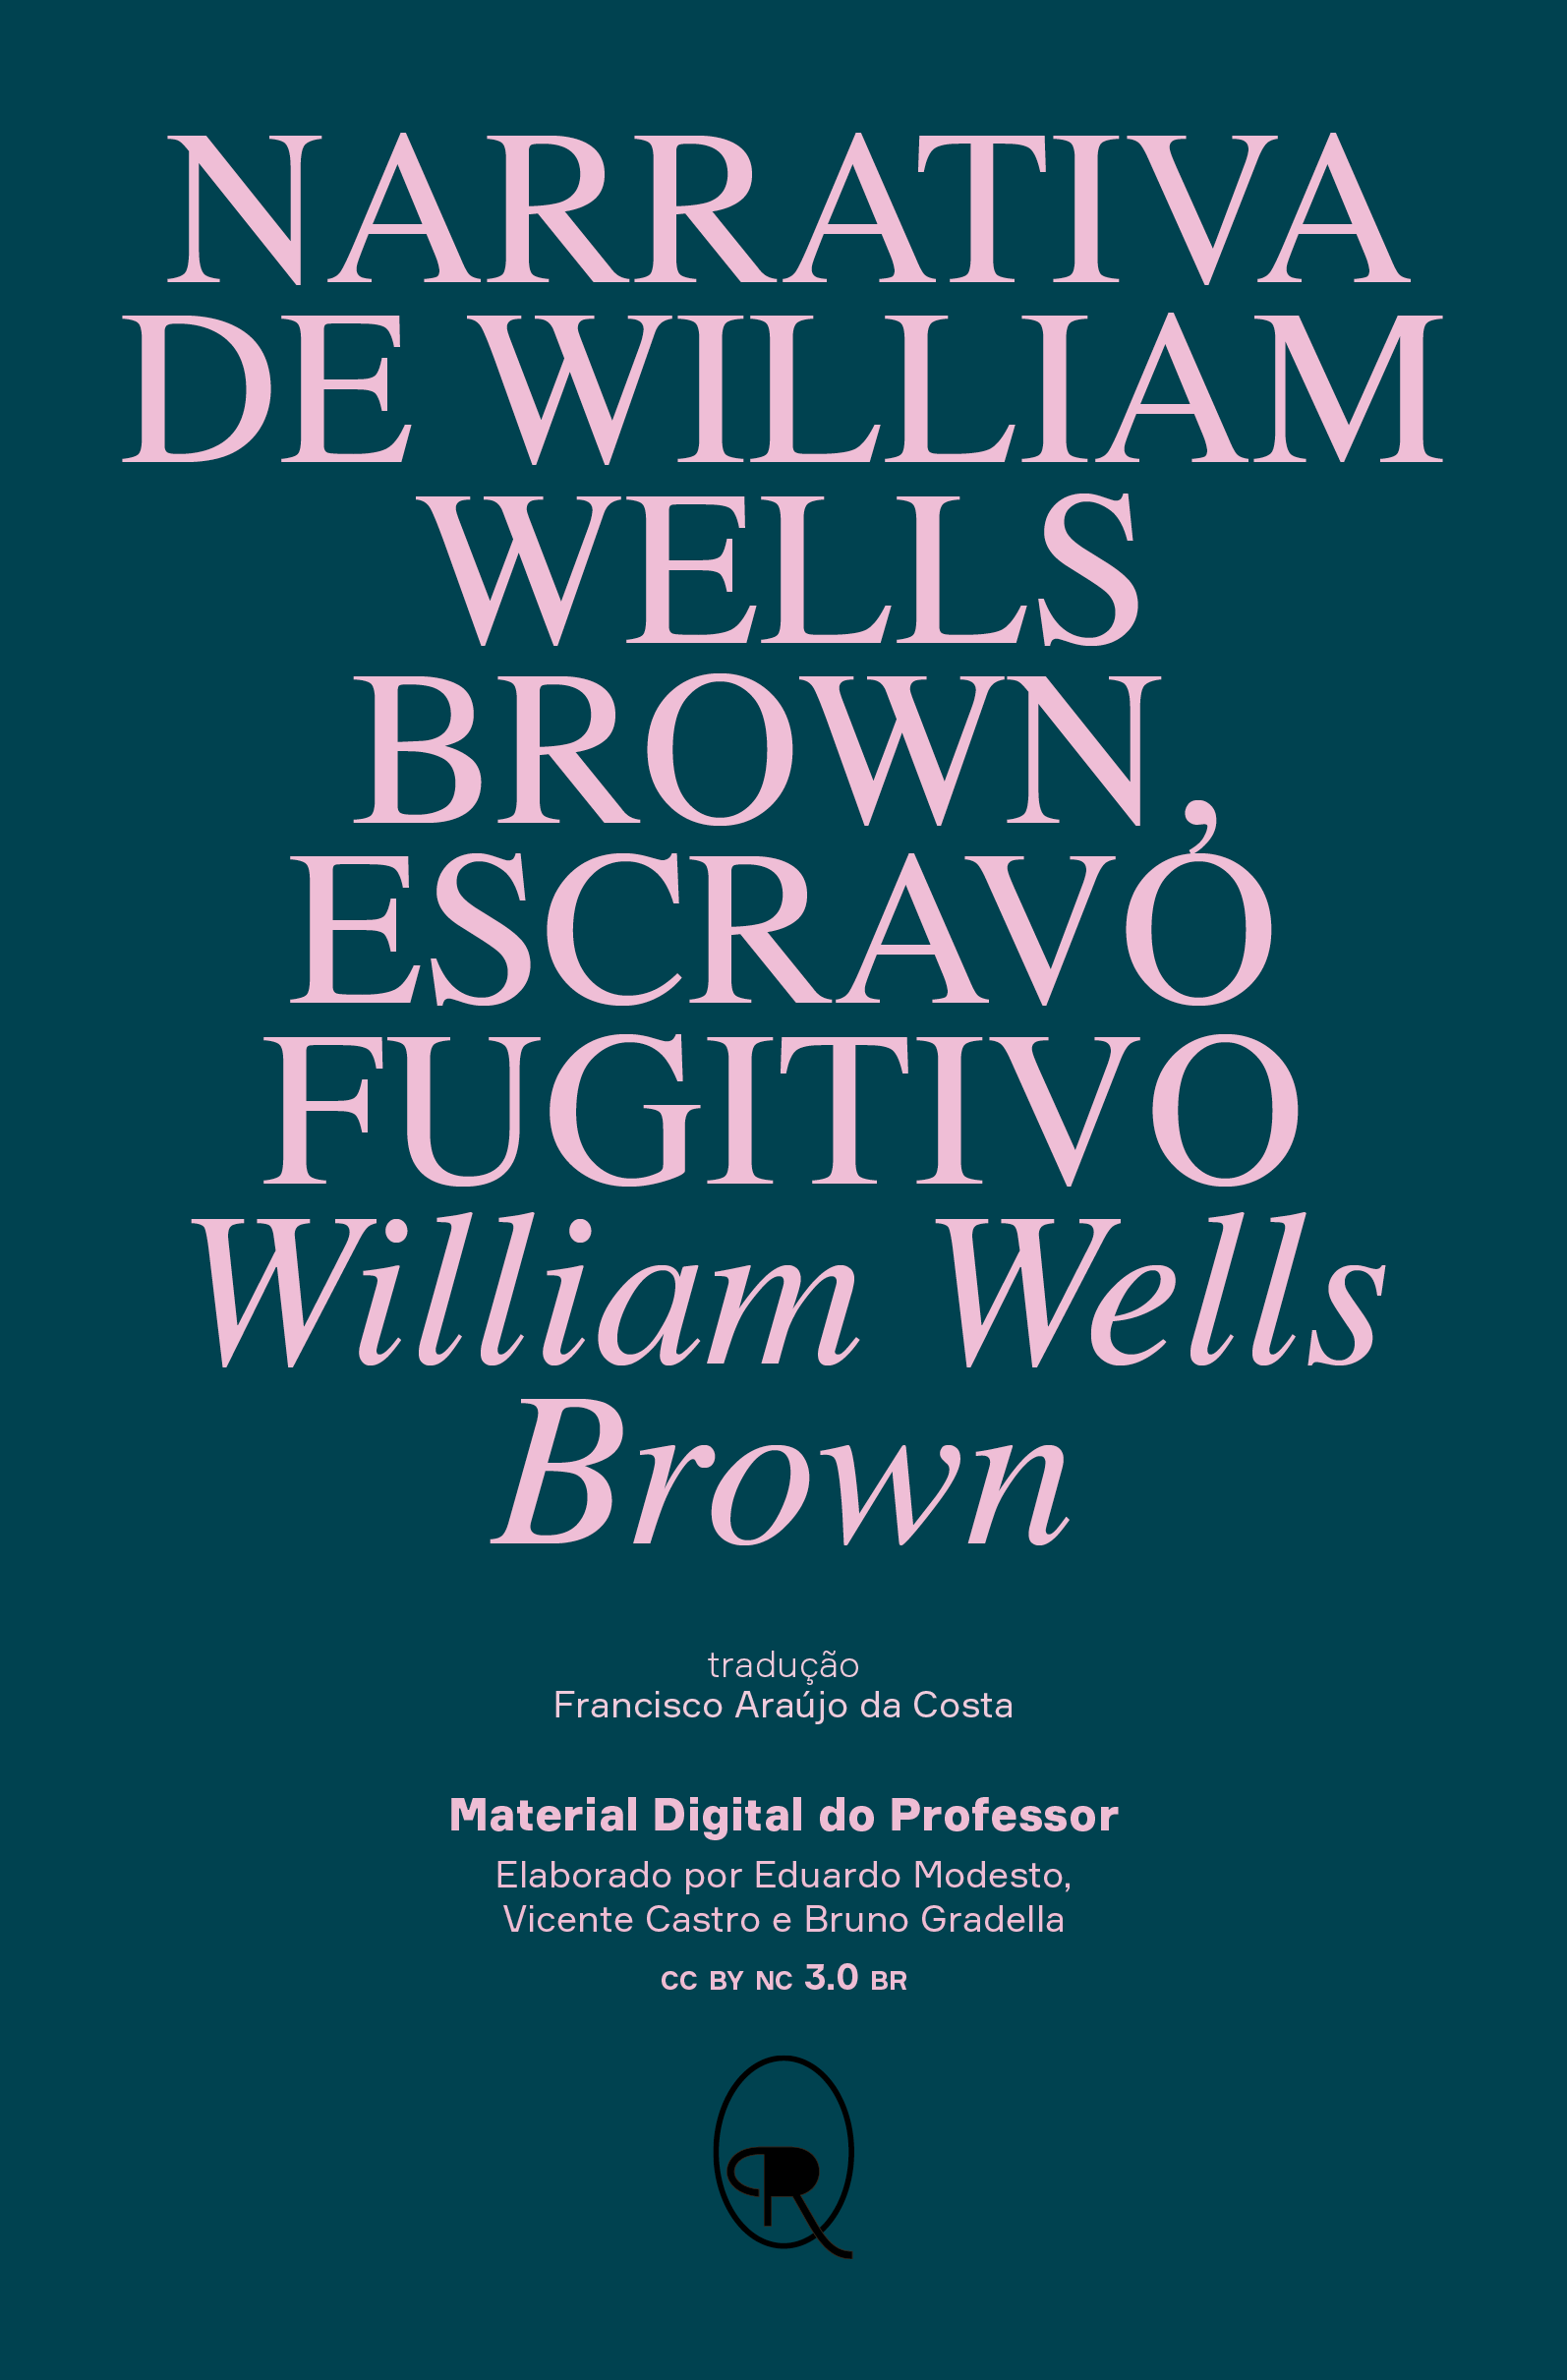 NARRATIVA
DE WILLIAM
WELLS
BROWN,
ESCRAVO
FUGITIVO
William Wells
Brown
tradução
Francisco Araújo da Costa
Material Digital do Professor
Elaborado por Eduardo Modesto,
Vicente Castro e Bruno Gradella
CC BY NC 3.0 BR